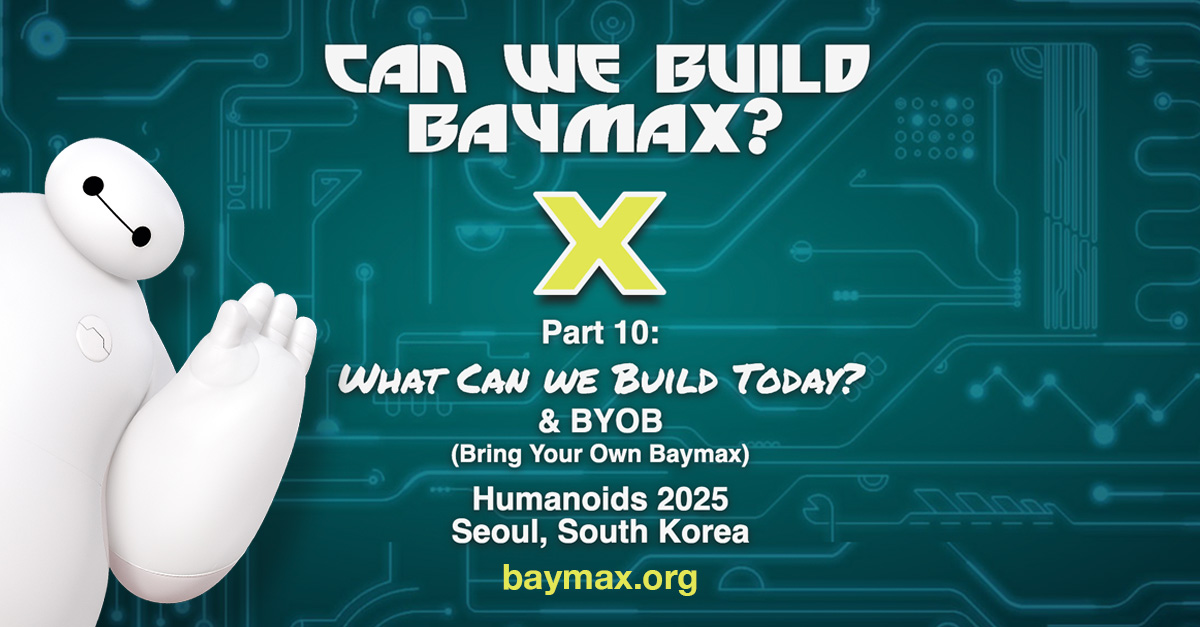 CAN WE BUILD
BAYMAX?
X
Part 10:
WHAT CAN WE BUILD TODAY?
& BYOB
(Bring Your Own Baymax)
Humanoids 2025
Seoul, South Korea
baymax.org